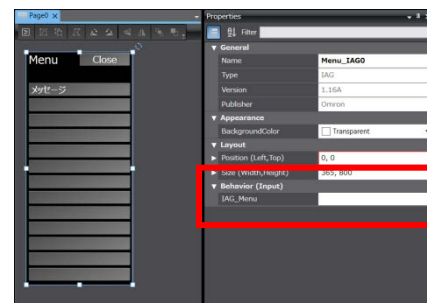 Page0 x
Menu
Close
メッセージ
Properties
Filter
General
Name Menu_IAG0
Type IAG
Version 1.16A
Publisher Omron
Appearance
BackgroundColor Transparent
Layout
Position (Left,Top) 0, 0
Size (Width,Height) 365, 800
Behavior (Input)
IAG_Menu